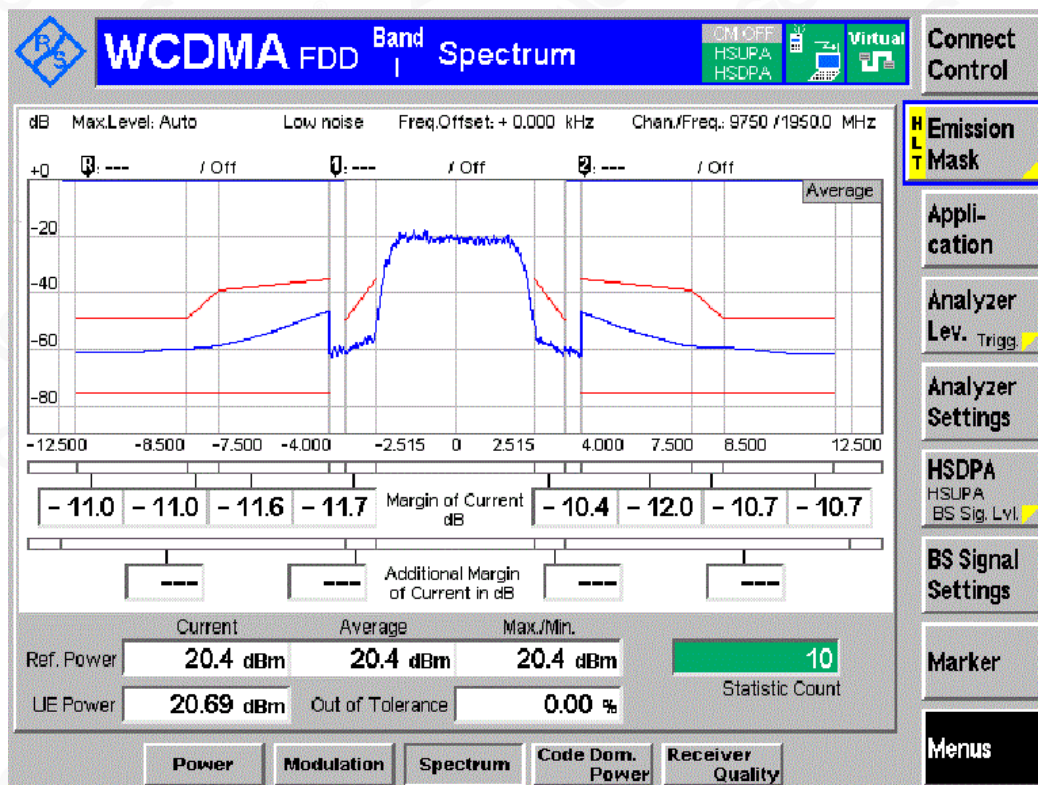 R&S
WCDMA FDD Band I Spectrum
CM OFF
HSUPA
HSDPA
Virtual
Connect Control
dB Max.Level: Auto Low noise Freq.Offset: + 0.000 kHz Chan./Freq.: 9750 / 1950.0 MHz
HLT Emission Mask
R: --- / Off 1: --- / Off 2: --- / Off
+0
Average
-20
-40
-60
-80
-12.500 -8.500 -7.500 -4.000 -2.515 0 2.515 4.000 7.500 8.500 12.500
Application
Analyzer Lev. Trigg.
Analyzer Settings
- 11.0 - 11.0 - 11.6 - 11.7 Margin of Current dB - 10.4 - 12.0 - 10.7 - 10.7
HSDPA
HSUPA
BS Sig. Lvl.
--- --- Additional Margin of Current in dB --- ---
BS Signal Settings
Current Average Max./Min.
Ref. Power 20.4 dBm 20.4 dBm 20.4 dBm 10
Statistic Count
UE Power 20.69 dBm Out of Tolerance 0.00 %
Marker
Menus
Power Modulation Spectrum Code Dom. Power Receiver Quality